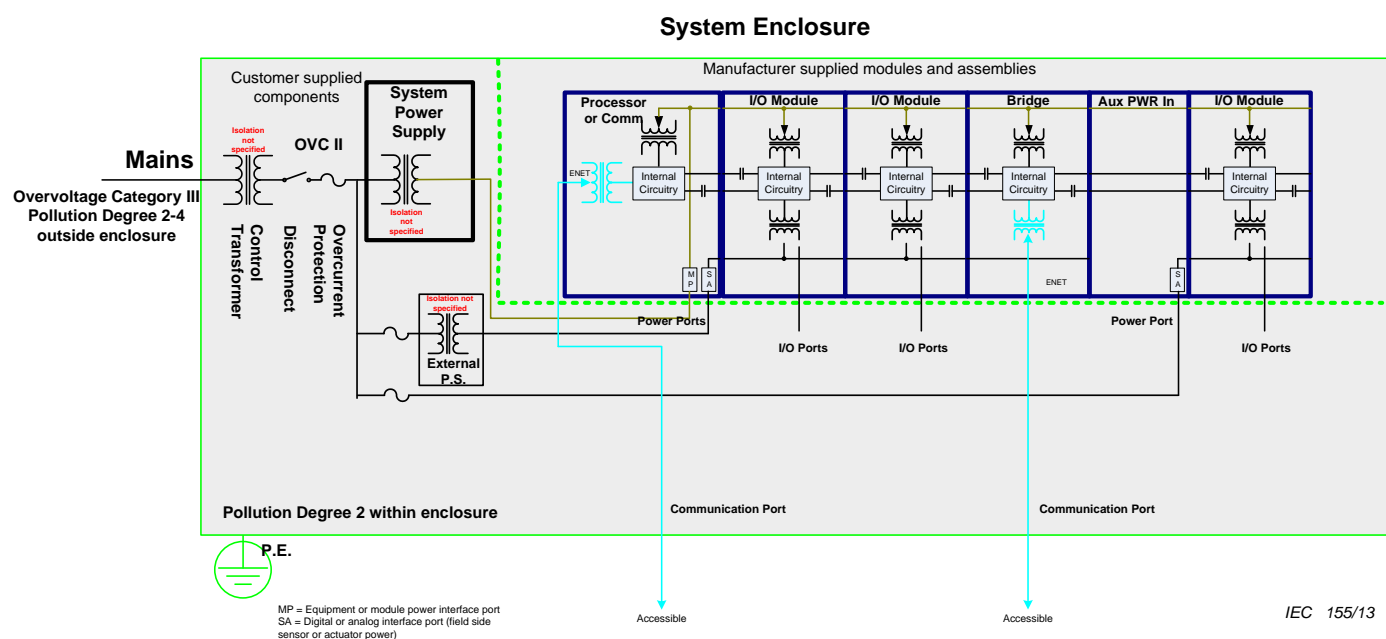 System Enclosure
Customer supplied
components
Manufacturer supplied modules and assemblies
System
Power
Supply
Processor
or Comm
I/O Module
I/O Module
Bridge
Aux PWR In
I/O Module
Isolation
not
specified
OVC II
Mains
Overvoltage Category III
Pollution Degree 2-4
outside enclosure
ENET
Internal
Circuitry
Internal
Circuitry
Internal
Circuitry
Internal
Circuitry
Internal
Circuitry
Isolation
not
specified
Control
Transformer
Disconnect
Overcurrent
Protection
M
P
S
A
ENET
S
A
Isolation not
specified
External
P.S.
Power Ports
I/O Ports
I/O Ports
Power Port
I/O Ports
Pollution Degree 2 within enclosure
Communication Port
Communication Port
P.E.
MP = Equipment or module power interface port
SA = Digital or analog interface port (field side
sensor or actuator power)
Accessible
Accessible
IEC 155/13